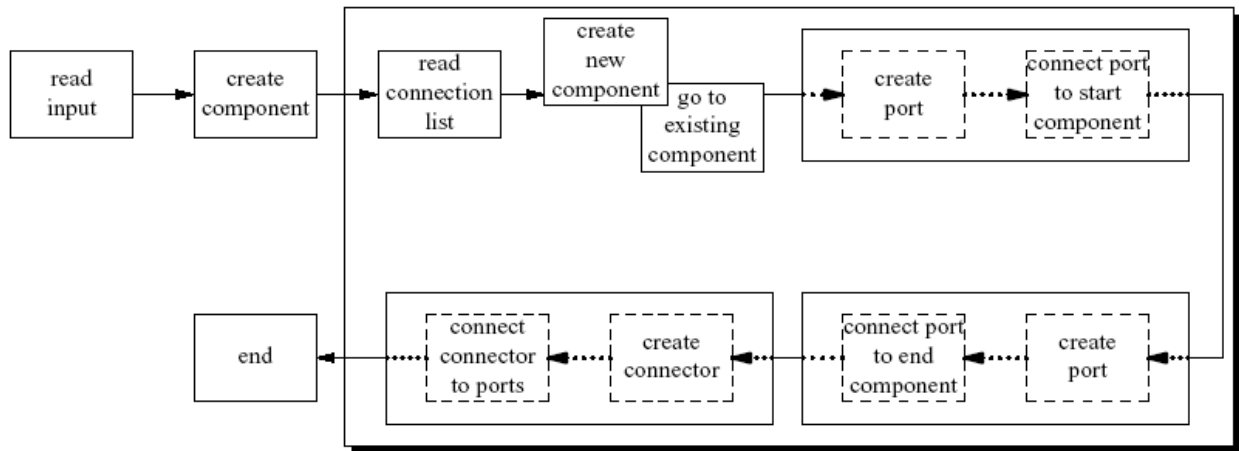 read
input
create
component
read
connection
list
create
new
component
go to
existing
component
create
port
connect port
to start
component
create
port
connect port
to end
component
create
connector
connect
connector
to ports
end